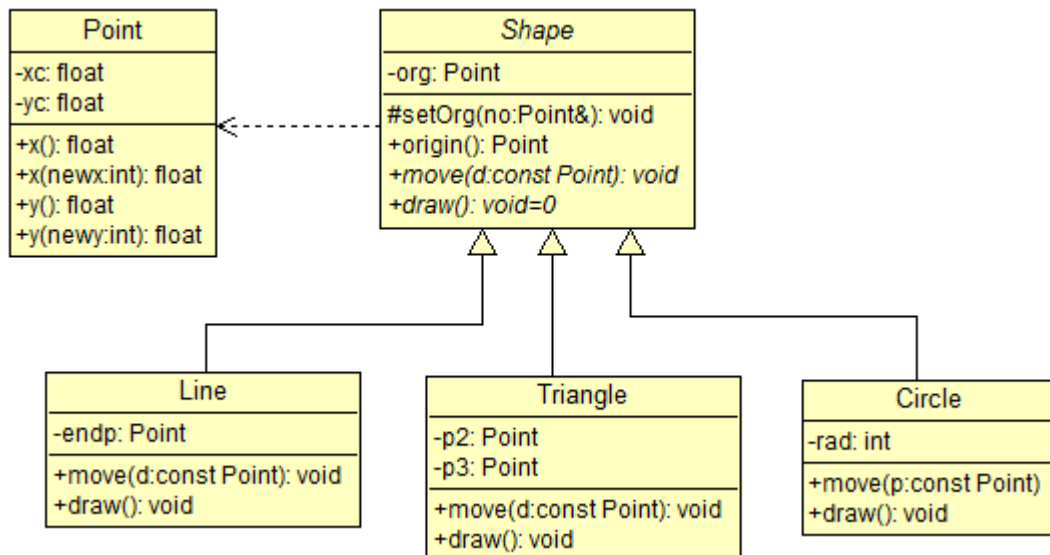 Point
-xc: float
-yc: float
+x(): float
+x(newx:int): float
+y(): float
+y(newy:int): float
Shape
-org: Point
#setOrg(no:Point&): void
+origin(): Point
+move(d:const Point): void
+draw(): void=0
Line
-endp: Point
+move(d:const Point): void
+draw(): void
Triangle
-p2: Point
-p3: Point
+move(d:const Point): void
+draw(): void
Circle
-rad: int
+move(p:const Point)
+draw(): void